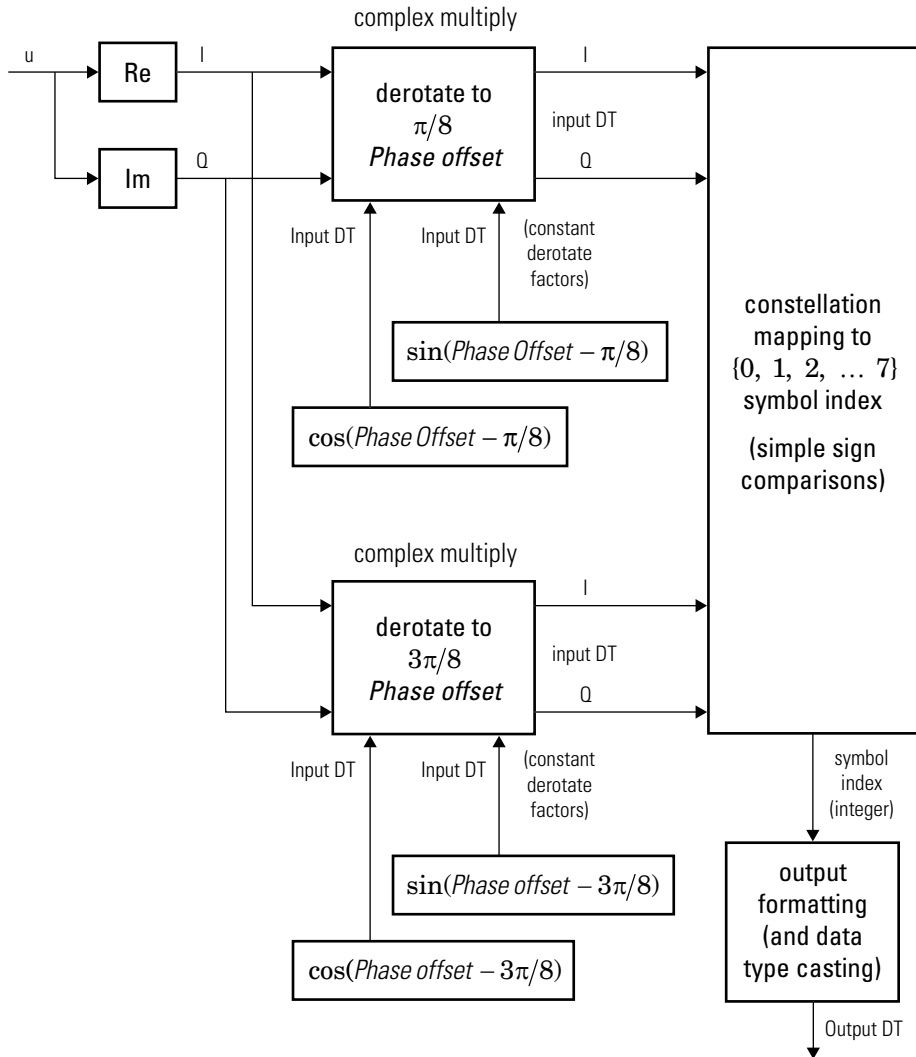 complex multiply
u
Re
I
derotate to
π/8
Phase offset
I
input DT
Q
Im
Q
Input DT
Input DT
(constant
derotate
factors)
sin(Phase Offset – π/8)
cos(Phase Offset – π/8)
constellation
mapping to
{0, 1, 2, … 7}
symbol index
(simple sign
comparisons)
complex multiply
derotate to
3π/8
Phase offset
I
input DT
Q
Input DT
Input DT
(constant
derotate
factors)
sin(Phase offset – 3π/8)
cos(Phase offset – 3π/8)
symbol
index
(integer)
output
formatting
(and data
type casting)
Output DT